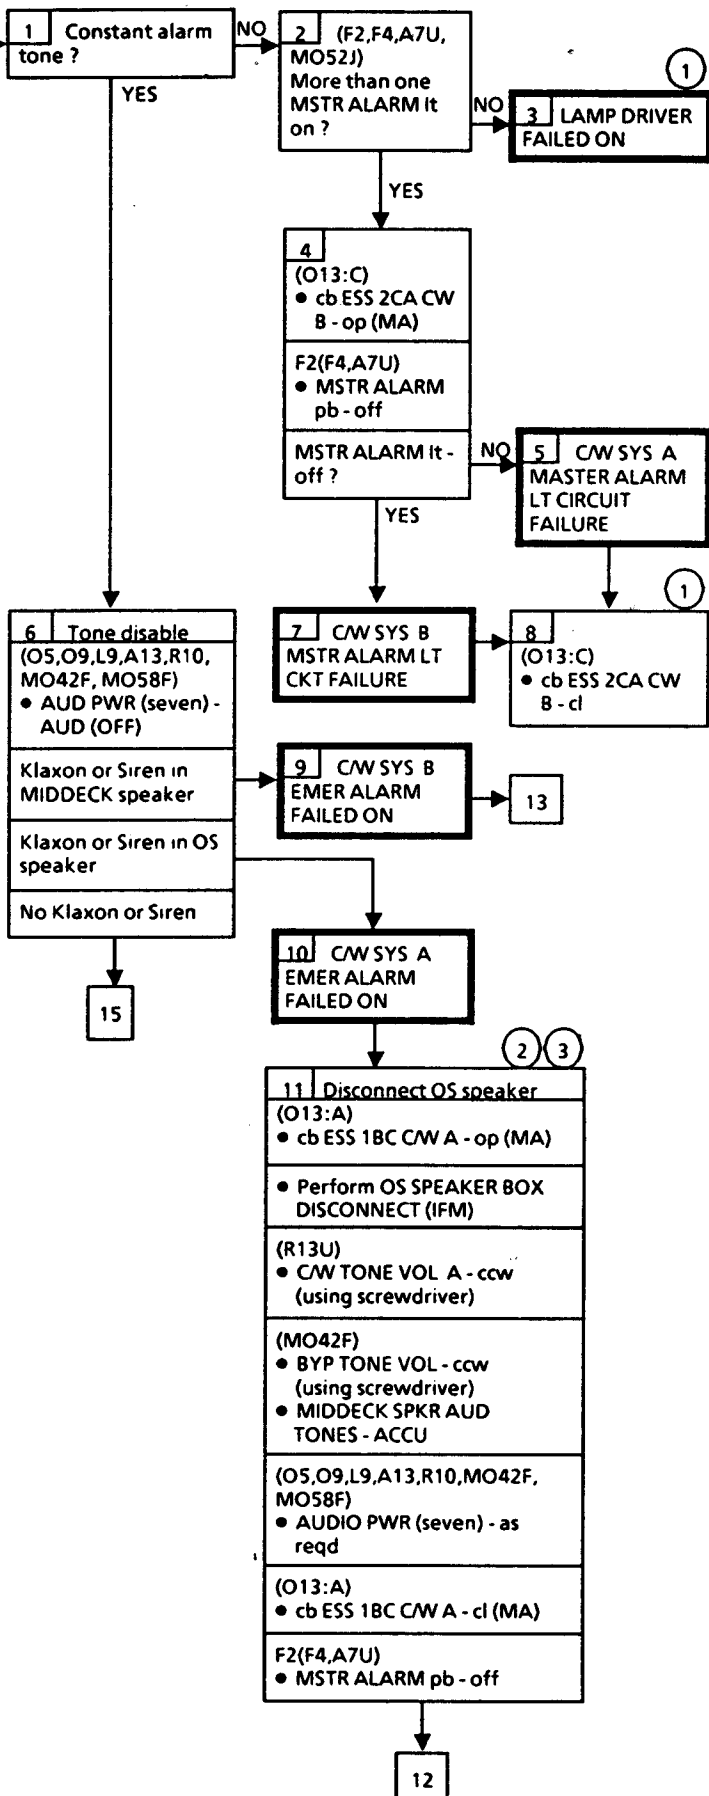 1 Constant alarm
tone ?
NO
YES
2 (F2,F4,A7U,
MO52J)
More than one
MSTR ALARM lt
on ?
NO
YES
1
3 LAMP DRIVER
FAILED ON
4
(O13:C)
• cb ESS 2CA CW
B - op (MA)
F2(F4,A7U)
• MSTR ALARM
pb - off
MSTR ALARM lt -
off ?
NO
YES
5 C/W SYS A
MASTER ALARM
LT CIRCUIT
FAILURE
6 Tone disable
(O5,O9,L9,A13,R10,
MO42F, MO58F)
• AUD PWR (seven) -
AUD (OFF)
Klaxon or Siren in
MIDDECK speaker
Klaxon or Siren in OS
speaker
No Klaxon or Siren
15
7 C/W SYS B
MSTR ALARM LT
CKT FAILURE
1
8
(O13:C)
• cb ESS 2CA CW
B - cl
9 C/W SYS B
EMER ALARM
FAILED ON
13
10 C/W SYS A
EMER ALARM
FAILED ON
2 3
11 Disconnect OS speaker
(O13:A)
• cb ESS 1BC C/W A - op (MA)
• Perform OS SPEAKER BOX
DISCONNECT (IFM)
(R13U)
• C/W TONE VOL A - ccw
(using screwdriver)
(MO42F)
• BYP TONE VOL - ccw
(using screwdriver)
• MIDDECK SPKR AUD
TONES - ACCU
(O5,O9,L9,A13,R10,MO42F,
MO58F)
• AUDIO PWR (seven) - as
reqd
(O13:A)
• cb ESS 1BC C/W A - cl (MA)
F2(F4,A7U)
• MSTR ALARM pb - off
12